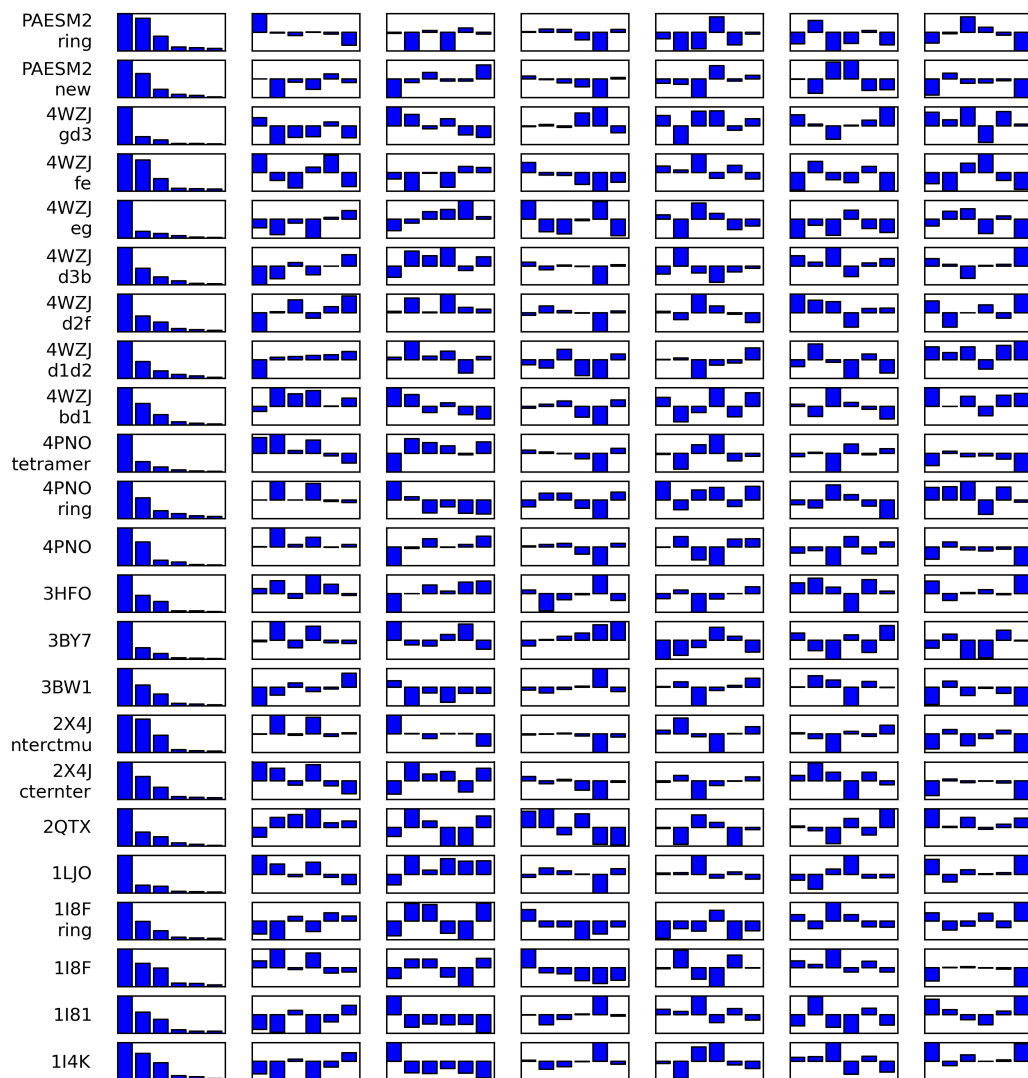 PAESM2
ring
PAESM2
new
4WZJ
gd3
4WZJ
fe
4WZJ
eg
4WZJ
d3b
4WZJ
d2f
4WZJ
d1d2
4WZJ
bd1
4PNO
tetramer
4PNO
ring
4PNO
3HFO
3BY7
3BW1
2X4J
nterctmu
2X4J
cternter
2QTX
1LJO
1I8F
ring
1I8F
1I81
1I4K